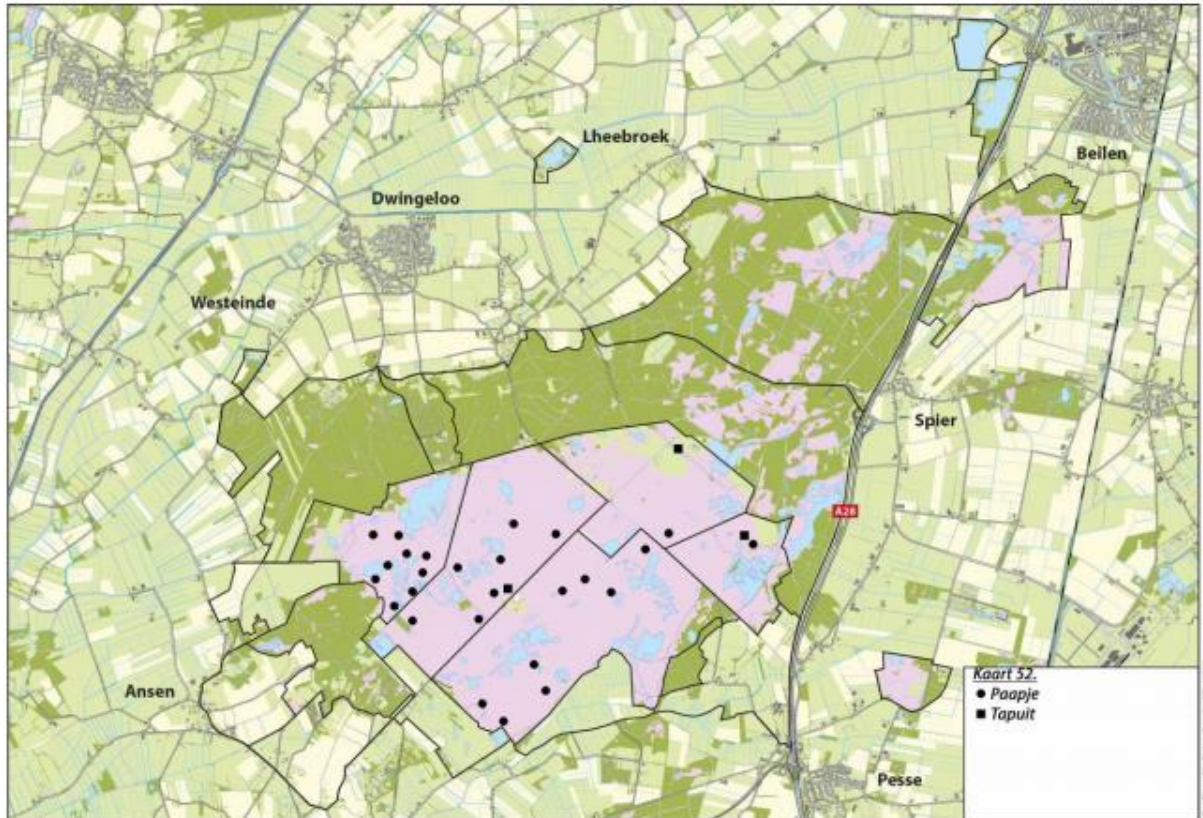 Lheebroek
Beilen
Dwingeloo
Westeinde
Spier
A28
Ansen
Kaart 52.
Paapje
Tapuit
Pesse